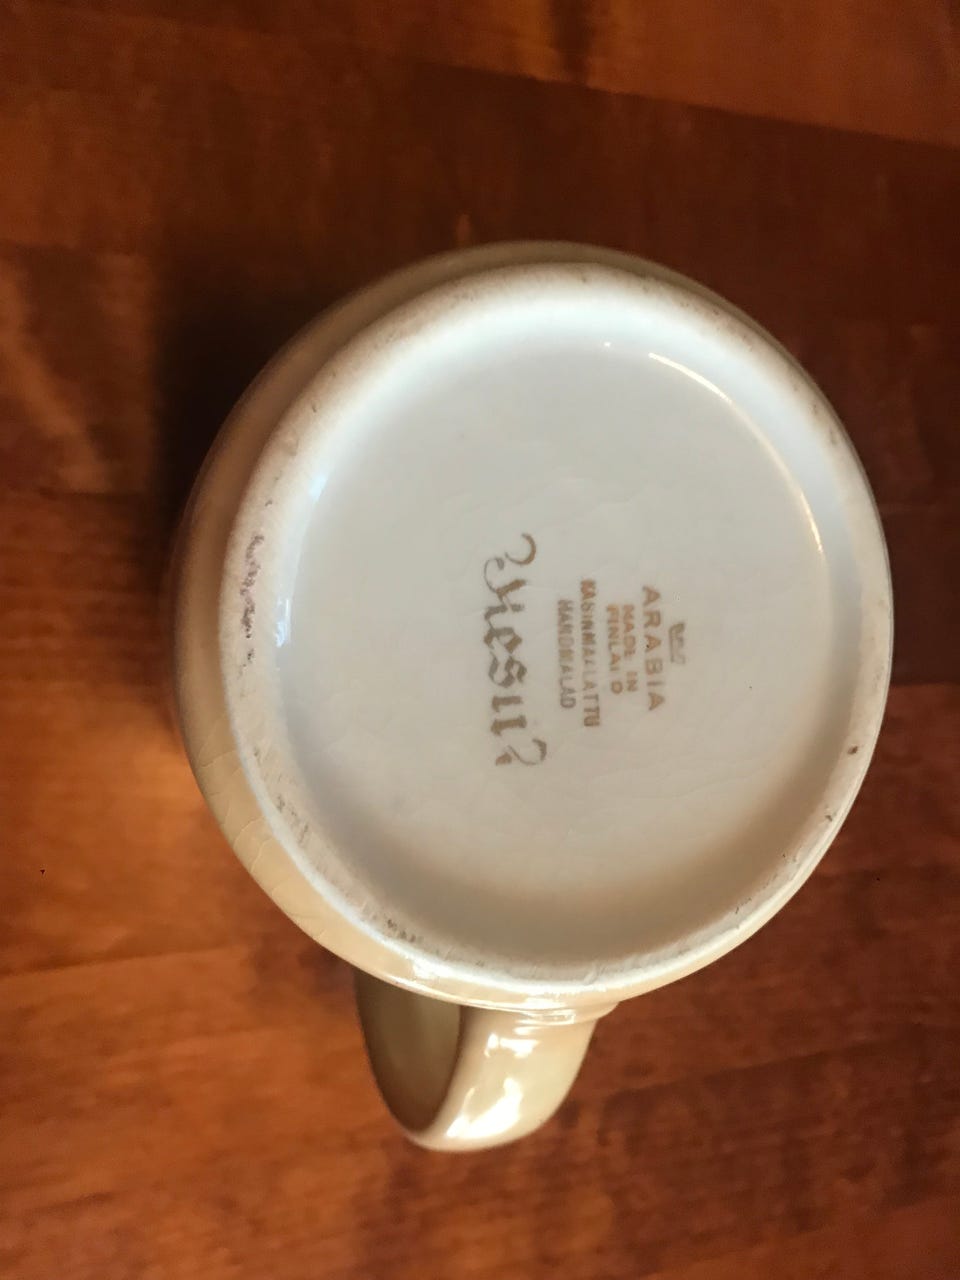 ARABIA
MADE IN
FINLAND
KÄSINMAALATTU
HANDMÅLAD